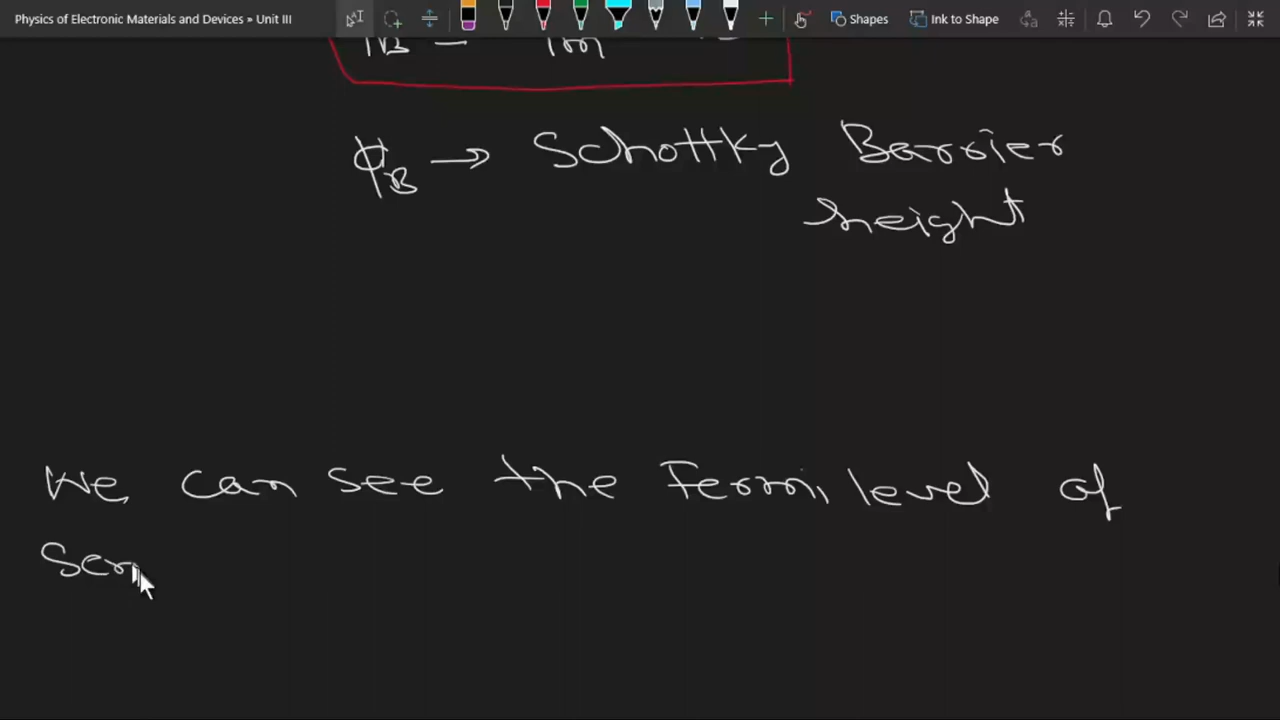 Physics of Electronic Materials and Devices » Unit III
Shapes
Ink to Shape
ΦB → Schottky Barrier
height
We can see the Fermi level of
Sem